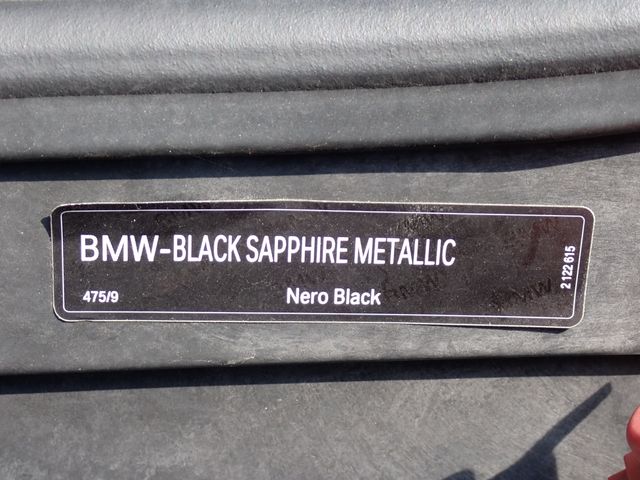 BMW-BLACK SAPPHIRE METALLIC
475/9
Nero Black
2 122 615